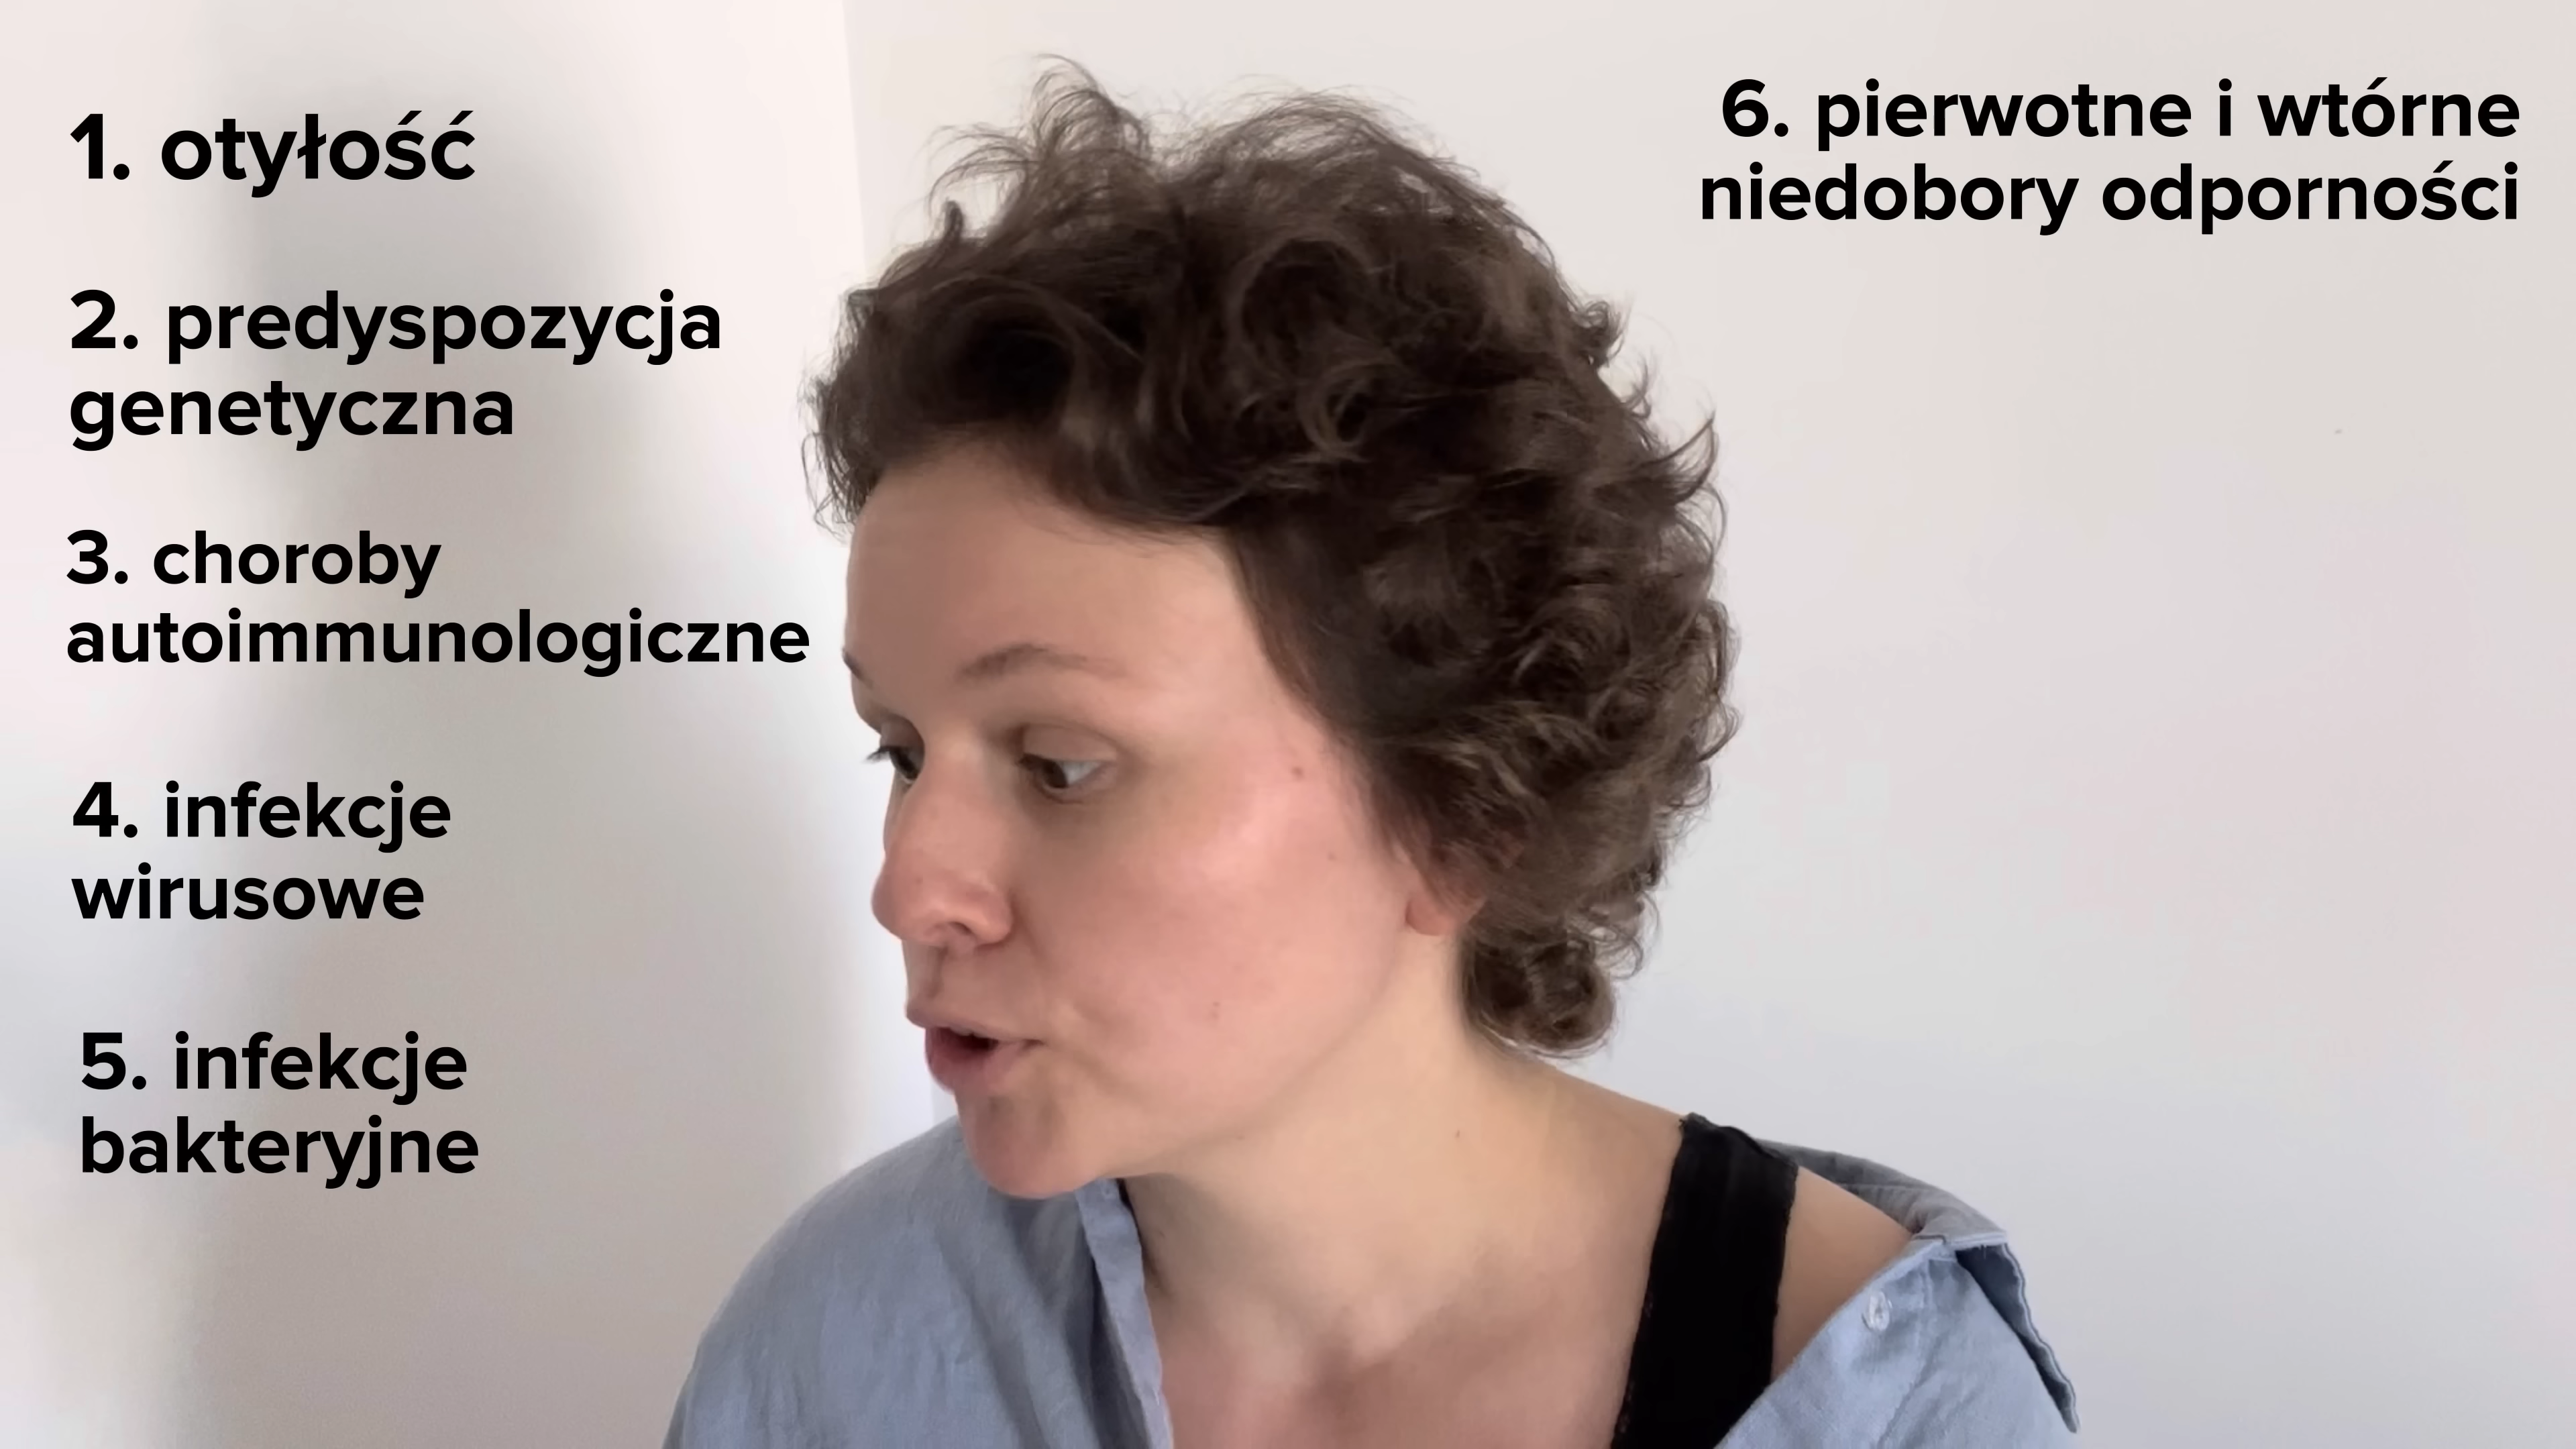 1. otyłość
2. predyspozycja
genetyczna
3. choroby
autoimmunologiczne
4. infekcje
wirusowe
5. infekcje
bakteryjne
6. pierwotne i wtórne
niedobory odporności